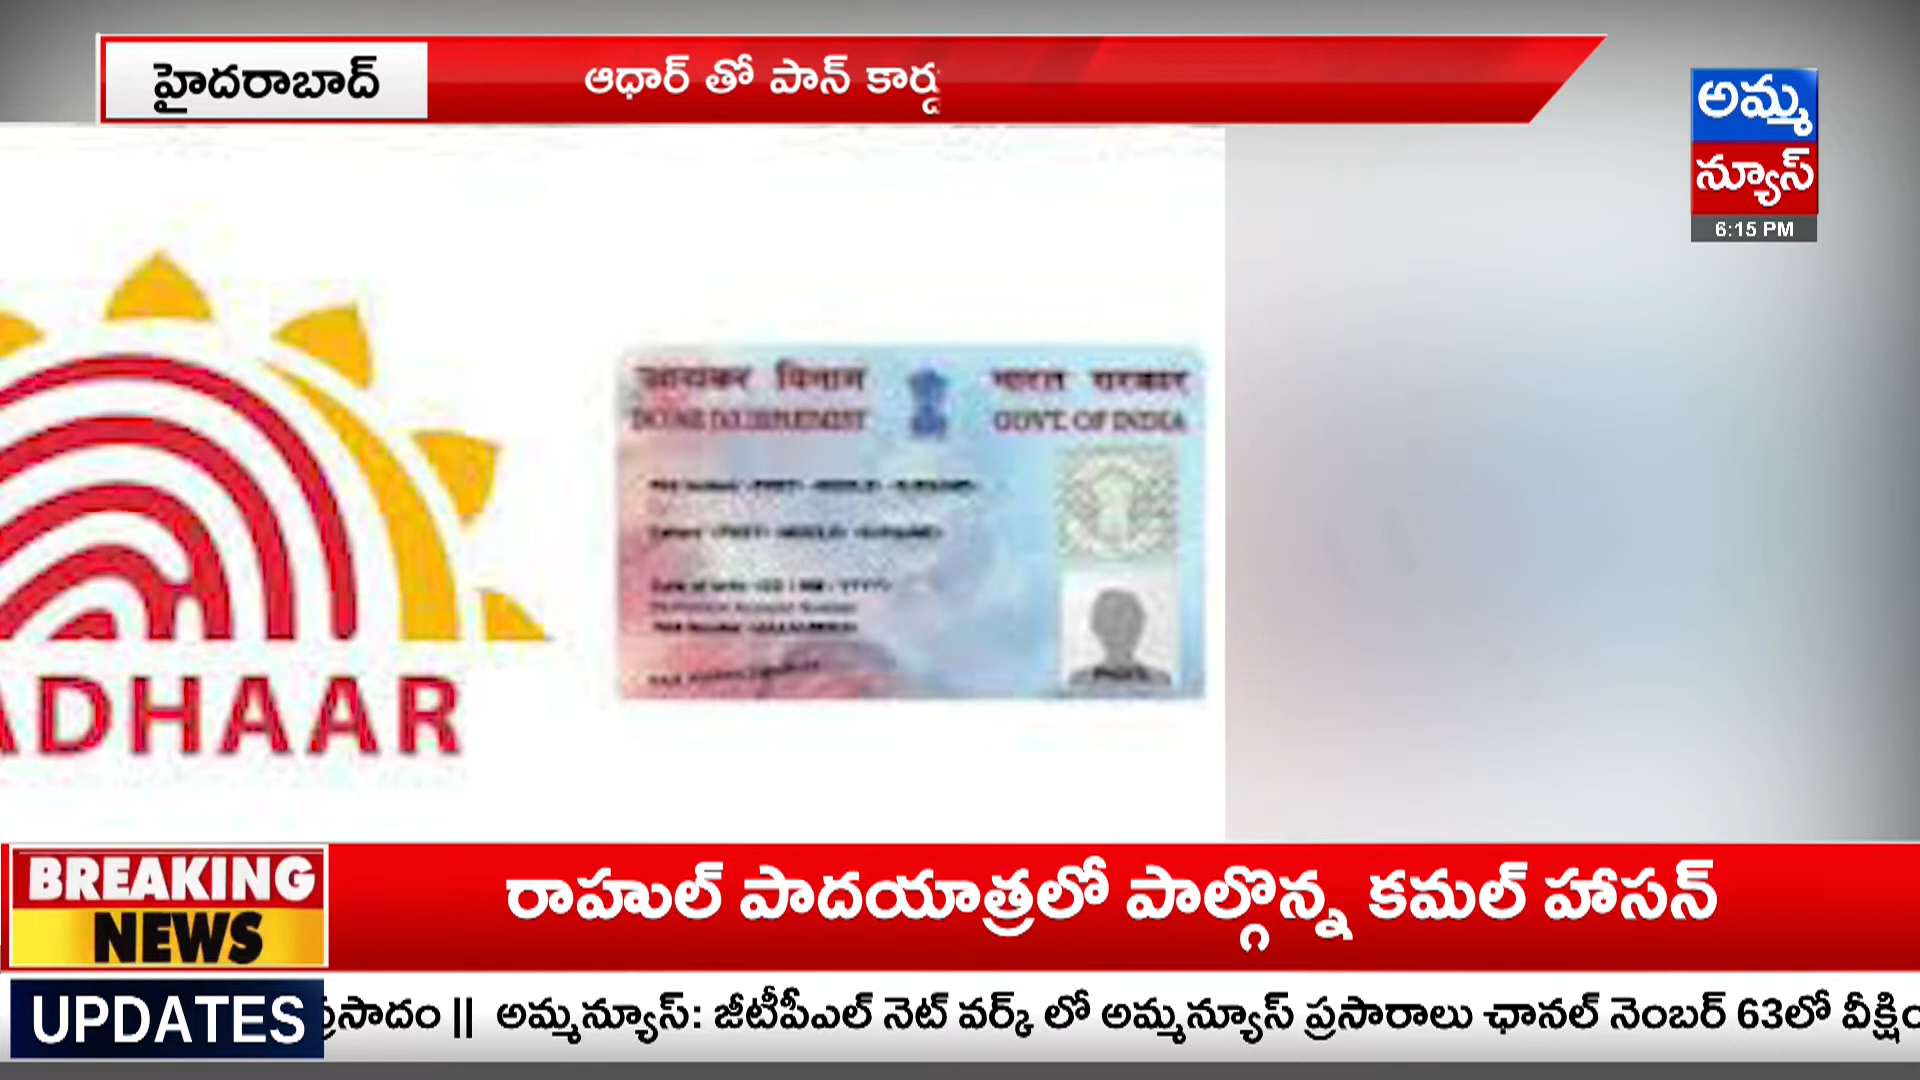 హైదరాబాద్
ఆధార్ తో పాన్ కార్డ
అమ్మ
న్యూస్
6:15 PM
ADHAAR
आयकर विभाग
भारत सरकार
GOVT. OF INDIA
BREAKING
NEWS
రాహుల్ పాదయాత్రలో పాల్గొన్న కమల్ హాసన్
UPDATES
ప్రసాదం || అమ్మన్యూస్: జీటీపీఎల్ నెట్ వర్క్ లో అమ్మన్యూస్ ప్రసారాలు ఛానల్ నెంబర్ 63లో వీక్షిం